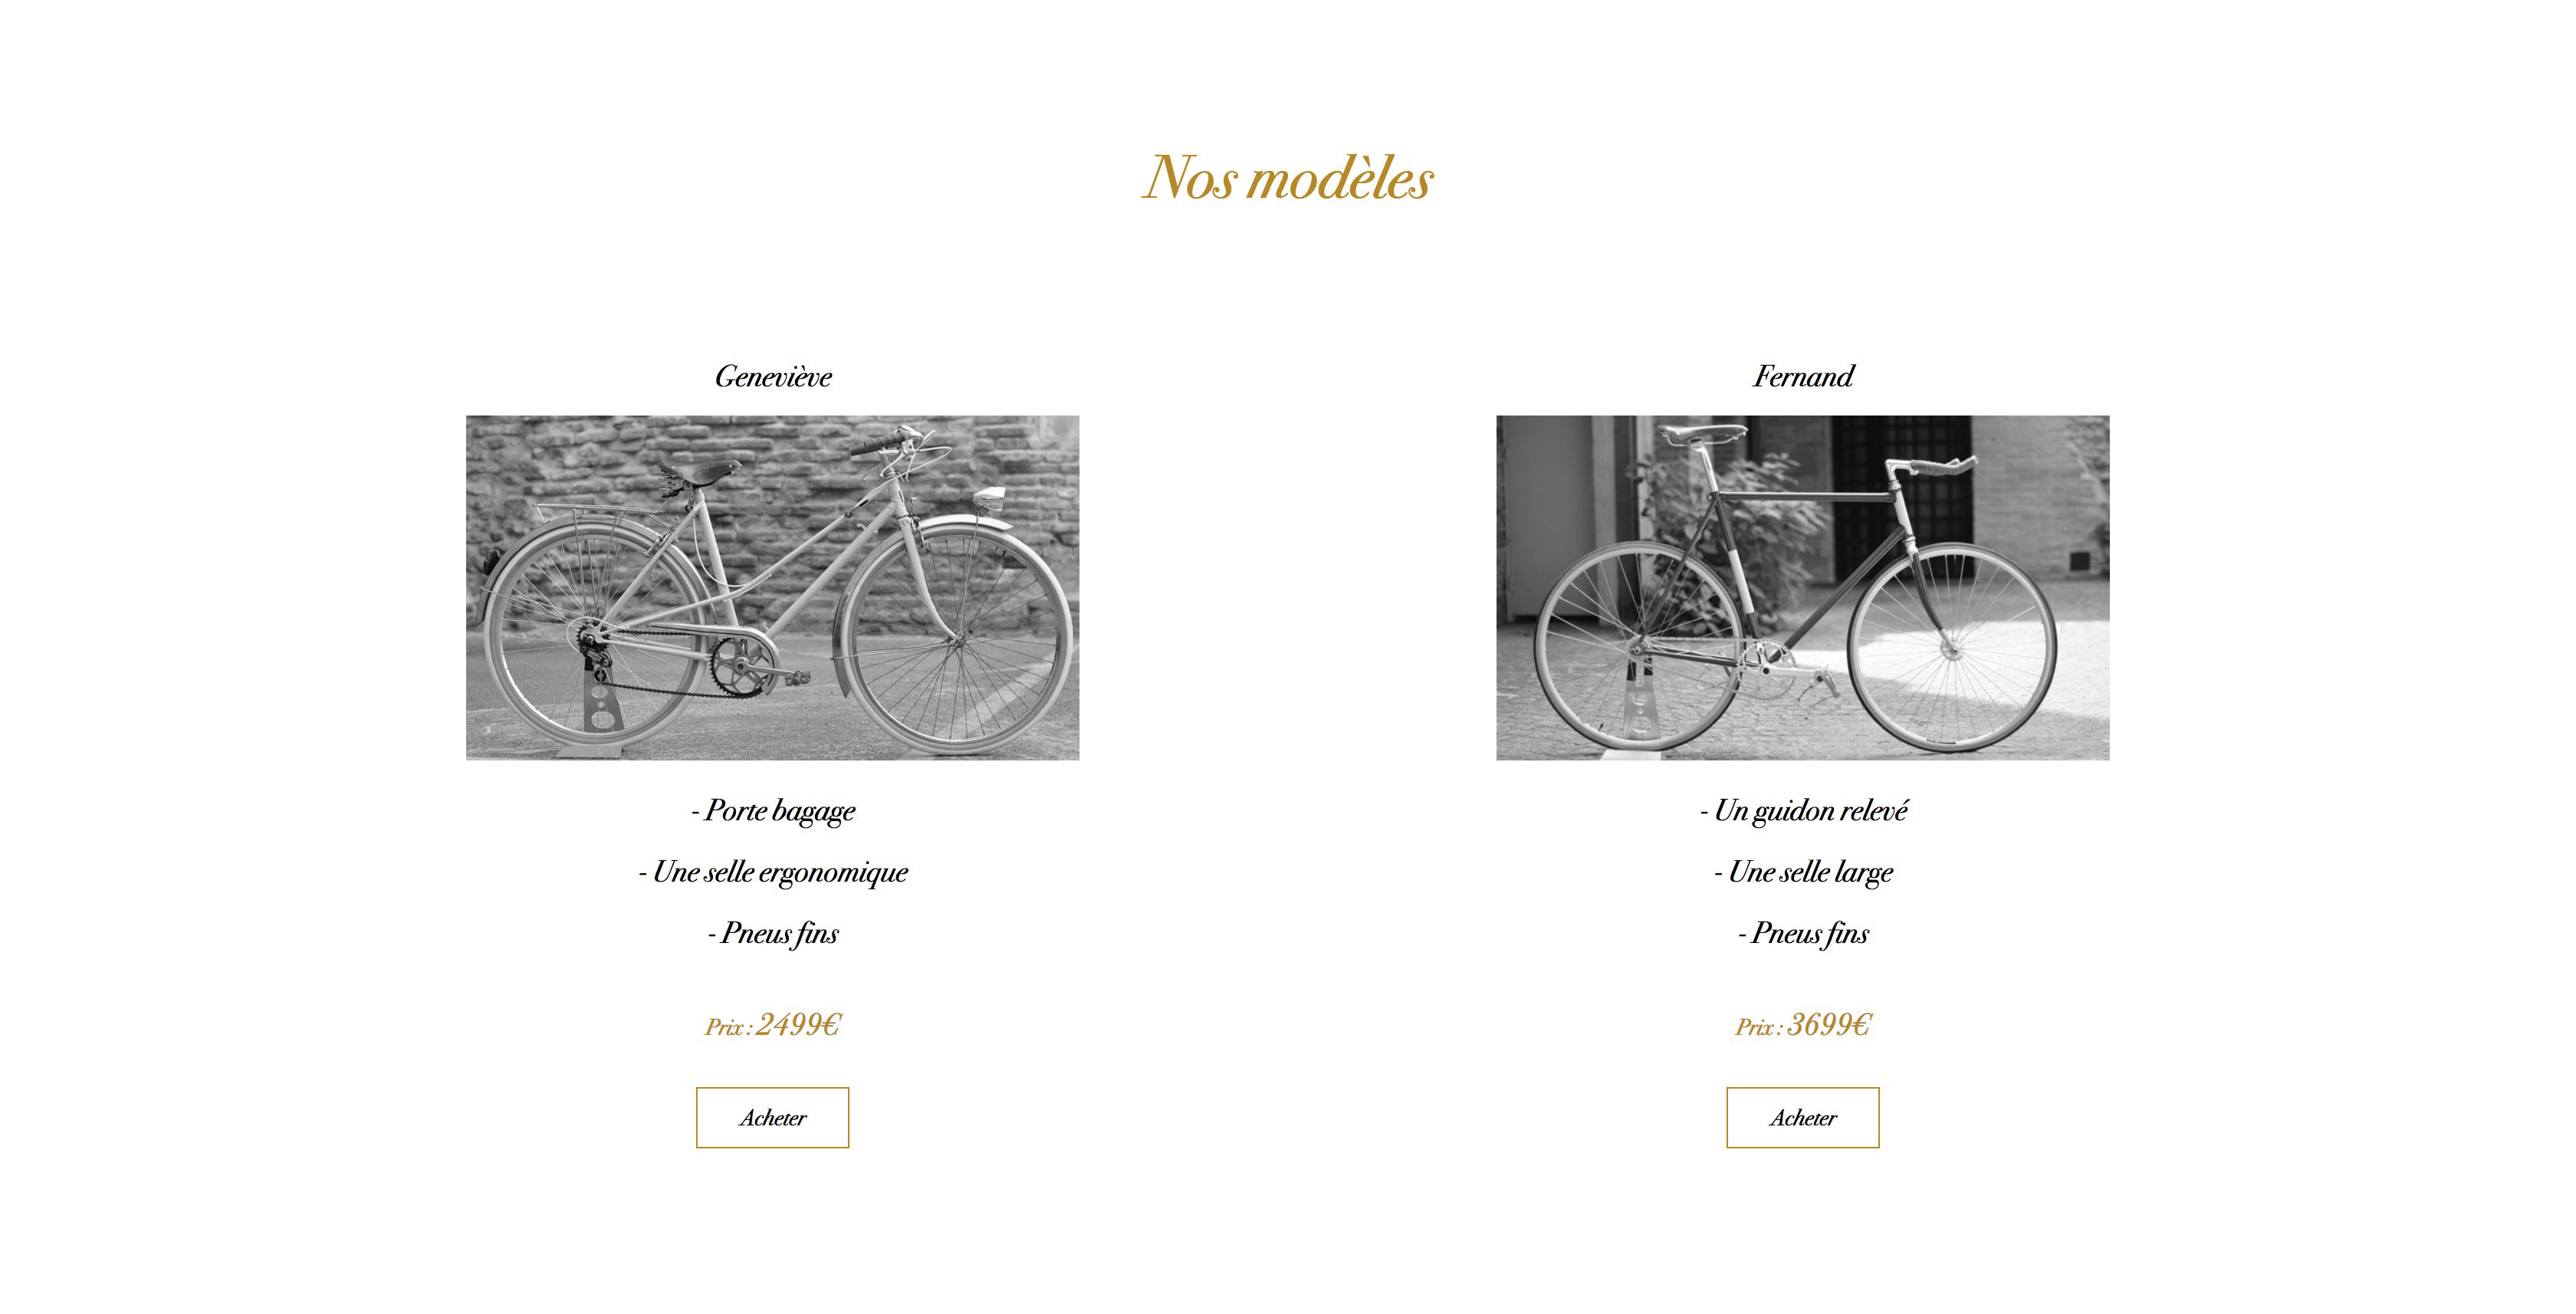 Nos modèles
Geneviève
- Porte bagage
- Une selle ergonomique
- Pneus fins
Prix : 2499€
Acheter
Fernand
- Un guidon relevé
- Une selle large
- Pneus fins
Prix : 3699€
Acheter